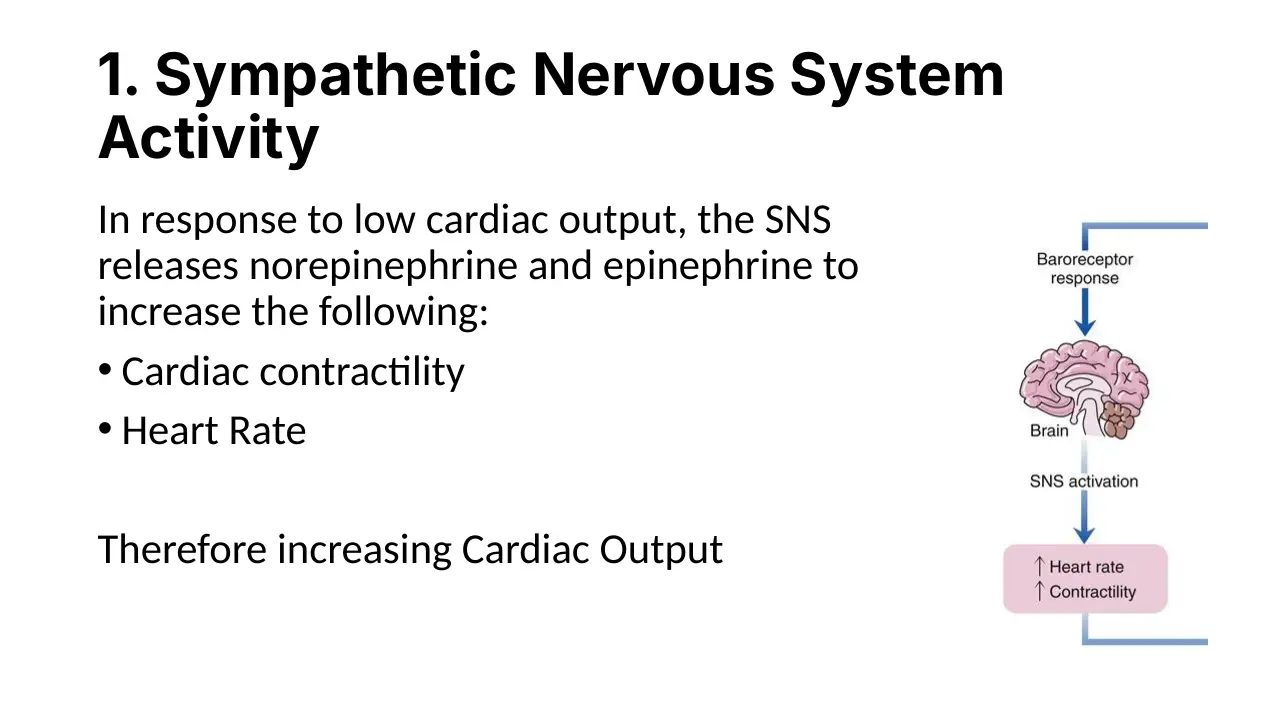 1. Sympathetic Nervous System
Activity
In response to low cardiac output, the SNS
releases norepinephrine and epinephrine to
increase the following:
• Cardiac contractility
• Heart Rate
Therefore increasing Cardiac Output
Baroreceptor
response
Brain
SNS activation
↑ Heart rate
↑ Contractility